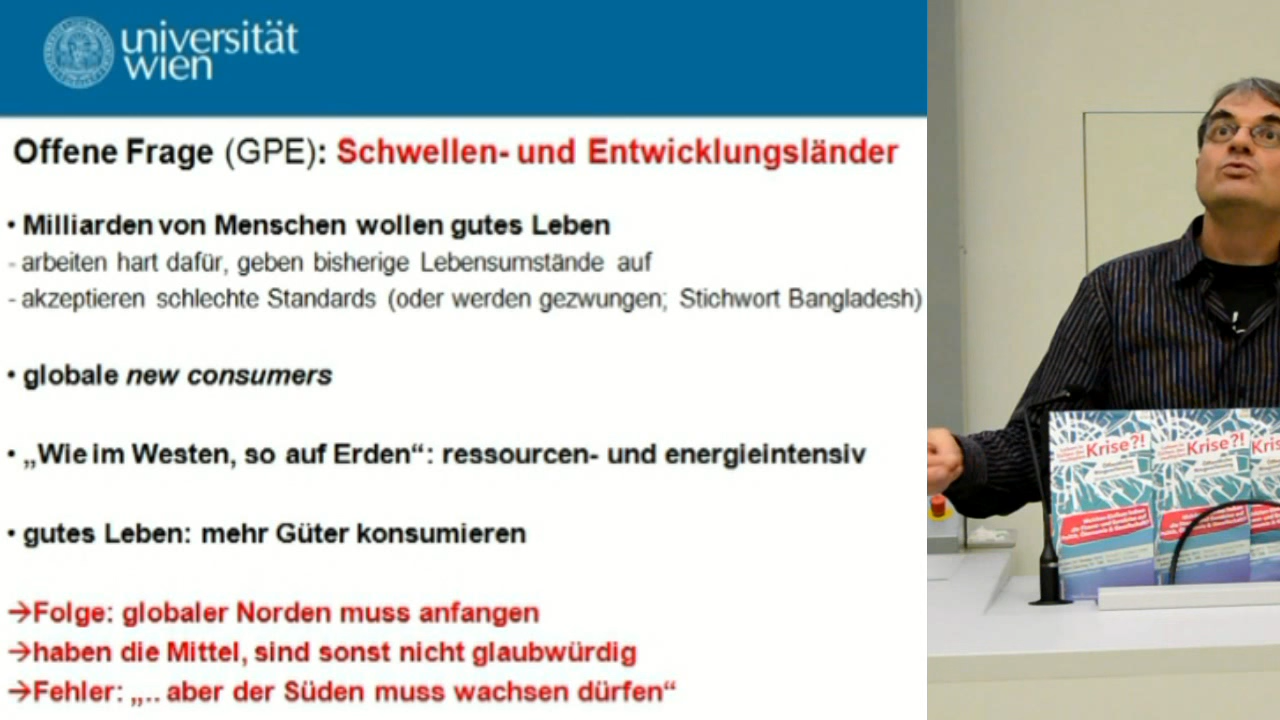 universität
wien
Offene Frage (GPE): Schwellen- und Entwicklungsländer
• Milliarden von Menschen wollen gutes Leben
- arbeiten hart dafür, geben bisherige Lebensumstände auf
- akzeptieren schlechte Standards (oder werden gezwungen; Stichwort Bangladesh)
• globale new consumers
• „Wie im Westen, so auf Erden“: ressourcen- und energieintensiv
• gutes Leben: mehr Güter konsumieren
→Folge: globaler Norden muss anfangen
→haben die Mittel, sind sonst nicht glaubwürdig
→Fehler: „.. aber der Süden muss wachsen dürfen“
Krise?!
Krise?!
Kris